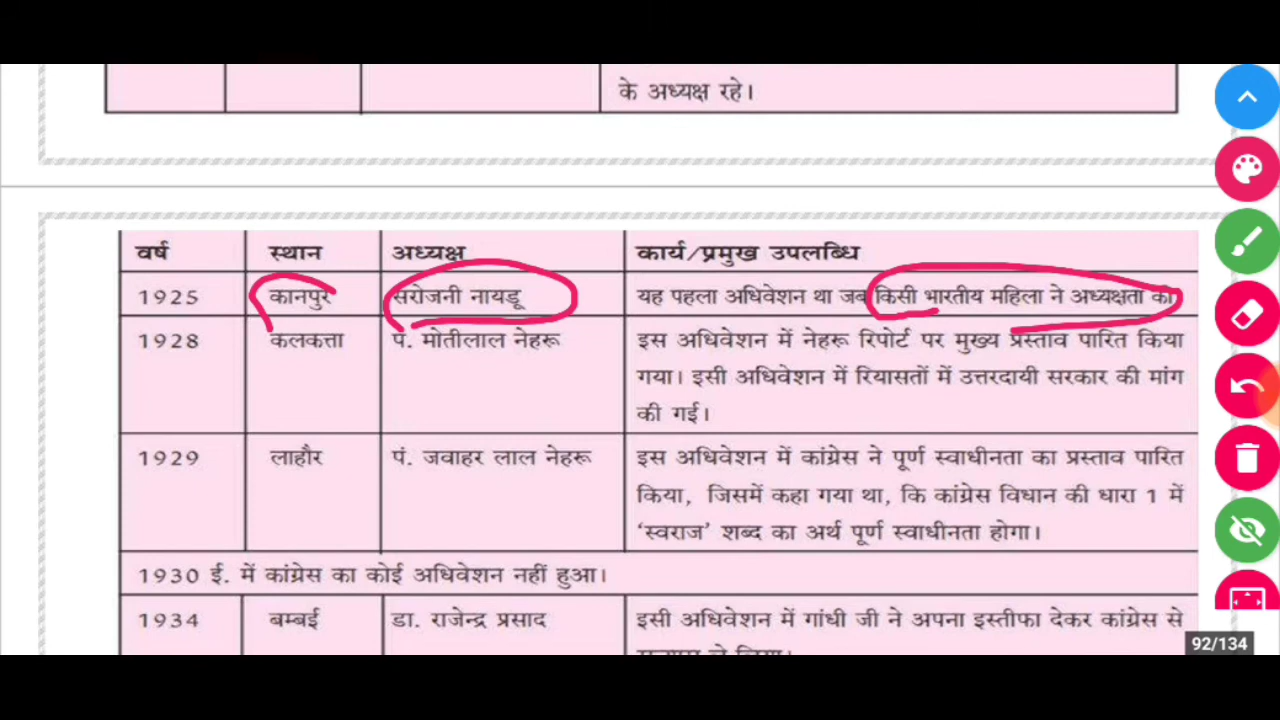 के अध्यक्ष रहे।
वर्ष स्थान अध्यक्ष कार्य/प्रमुख उपलब्धि
1925 कानपुर सरोजनी नायडू यह पहला अधिवेशन था जब किसी भारतीय महिला ने अध्यक्षता की
1928 कलकत्ता पं. मोतीलाल नेहरू इस अधिवेशन में नेहरू रिपोर्ट पर मुख्य प्रस्ताव पारित किया
गया। इसी अधिवेशन में रियासतों में उत्तरदायी सरकार की मांग
की गई।
1929 लाहौर पं. जवाहर लाल नेहरू इस अधिवेशन में कांग्रेस ने पूर्ण स्वाधीनता का प्रस्ताव पारित
किया, जिसमें कहा गया था, कि कांग्रेस विधान की धारा 1 में
‘स्वराज’ शब्द का अर्थ पूर्ण स्वाधीनता होगा।
1930 ई. में कांग्रेस का कोई अधिवेशन नहीं हुआ।
1934 बम्बई डा. राजेन्द्र प्रसाद इसी अधिवेशन में गांधी जी ने अपना इस्तीफा देकर कांग्रेस से
92/134